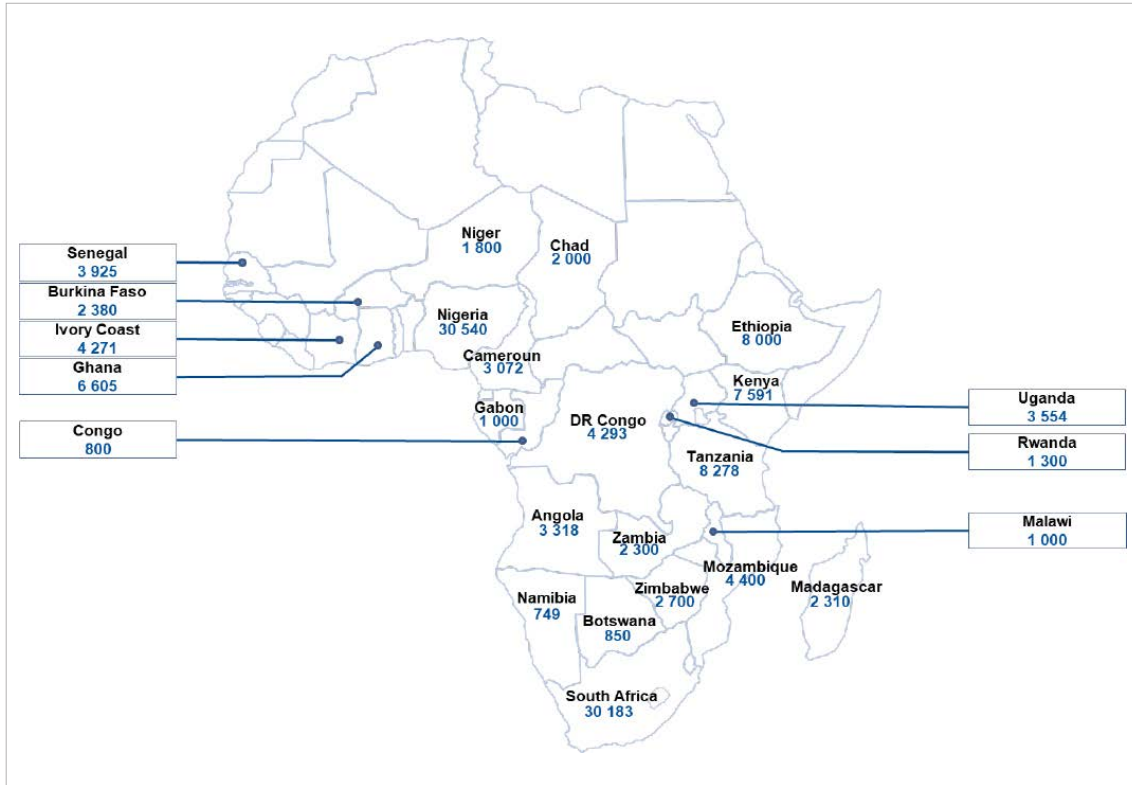 Niger
1 800
Chad
2 000
Senegal
3 925
Burkina Faso
2 380
Ivory Coast
4 271
Ghana
6 605
Nigeria
30 540
Cameroun
3 072
Ethiopia
8 000
Kenya
7 591
Uganda
3 554
Rwanda
1 300
Gabon
1 000
Congo
800
DR Congo
4 293
Tanzania
8 278
Angola
3 318
Zambia
2 300
Malawi
1 000
Mozambique
4 400
Madagascar
2 310
Zimbabwe
2 700
Namibia
749
Botswana
850
South Africa
30 183